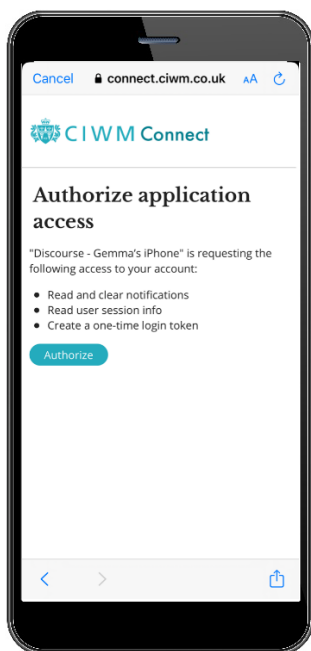 Cancel connect.ciwm.co.uk AA
CIWM Connect
Authorize application
access
"Discourse - Gemma's iPhone" is requesting the
following access to your account:
Read and clear notifications
Read user session info
Create a one-time login token
Authorize